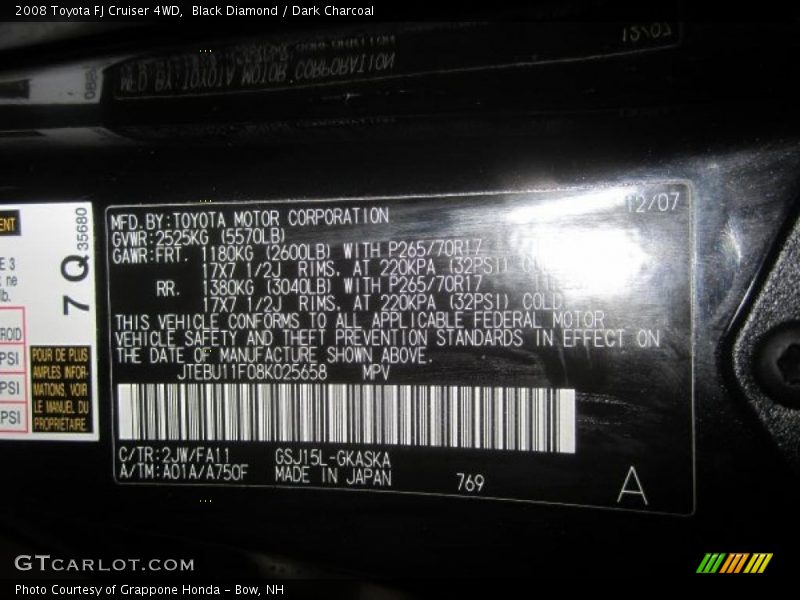 2008 Toyota FJ Cruiser 4WD,  Black Diamond / Dark Charcoal
12/07
MFD.BY:TOYOTA MOTOR CORPORATION
GVWR:2525KG (5570LB)
GAWR:FRT. 1180KG (2600LB) WITH P265/70R17
17X7 1/2J RIMS, AT 220KPA (32PSI)
RR. 1380KG (3040LB) WITH P265/70R17
17X7 1/2J RIMS, AT 220KPA (32PSI) COLD
THIS VEHICLE CONFORMS TO ALL APPLICABLE FEDERAL MOTOR
VEHICLE SAFETY AND THEFT PREVENTION STANDARDS IN EFFECT ON
THE DATE OF MANUFACTURE SHOWN ABOVE.
JTEBU11F08K025658 MPV
C/TR:2JW/FA11 GSJ15L-GKASKA
A/TM:A01A/A750F MADE IN JAPAN 769
A
7 Q 35680
POUR DE PLUS
AMPLES INFOR-
MATIONS, VOIR
LE MANUEL DU
PROPRIÉTAIRE.
PSI
PSI
PSI
GTCARLOT.COM
Photo Courtesy of Grappone Honda - Bow, NH